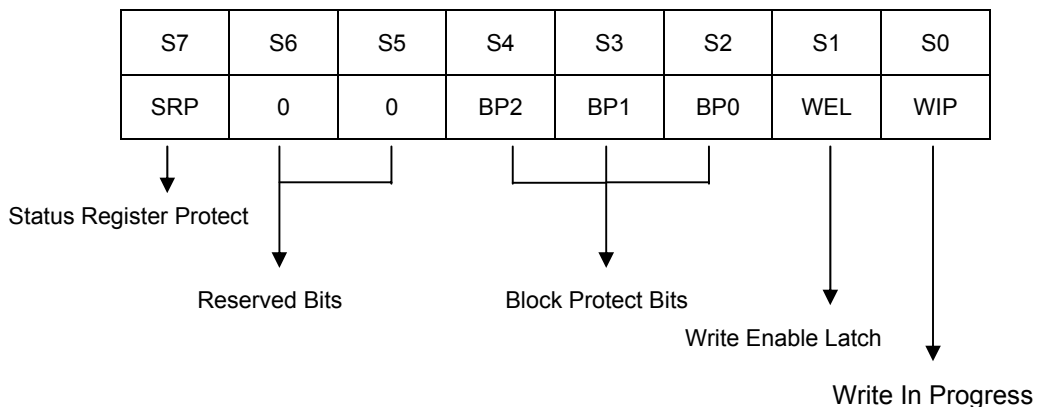 S7 S6 S5 S4 S3 S2 S1 S0
SRP 0 0 BP2 BP1 BP0 WEL WIP
Status Register Protect
Reserved Bits
Block Protect Bits
Write Enable Latch
Write In Progress